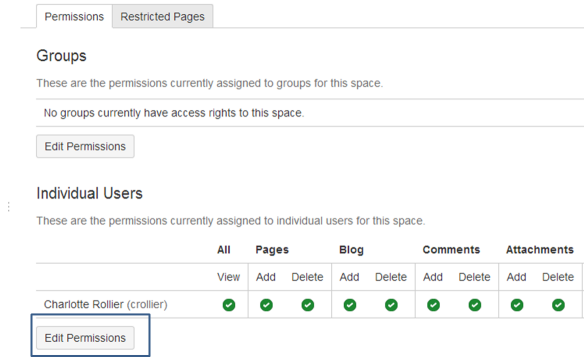 Permissions Restricted Pages
Groups
These are the permissions currently assigned to groups for this space.
No groups currently have access rights to this space.
Edit Permissions
Individual Users
These are the permissions currently assigned to individual users for this space.
All Pages Blog Comments Attachments
View Add Delete Add Delete Add Delete Add Delete
Charlotte Rollier (crollier)
Edit Permissions